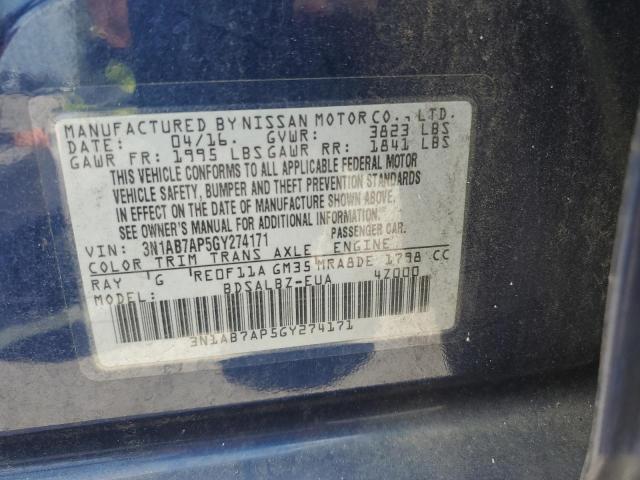 MANUFACTURED BY NISSAN MOTOR CO., LTD.
DATE: 04/16. GVWR: 3823 LBS
GAWR FR: 1995 LBS GAWR RR: 1841 LBS
THIS VEHICLE CONFORMS TO ALL APPLICABLE FEDERAL MOTOR
VEHICLE SAFETY, BUMPER AND THEFT PREVENTION STANDARDS
IN EFFECT ON THE DATE OF MANUFACTURE SHOWN ABOVE.
SEE OWNER'S MANUAL FOR ADDITIONAL INFORMATION.
VIN: 3N1AB7AP5GY274171 PASSENGER CAR.
COLOR TRIM TRANS AXLE ENGINE
RAY G RE0F11A GM35 MRA8DE 1798 CC
MODEL: BDSALBZ-EUA 4Z000
3N1AB7AP5GY274171